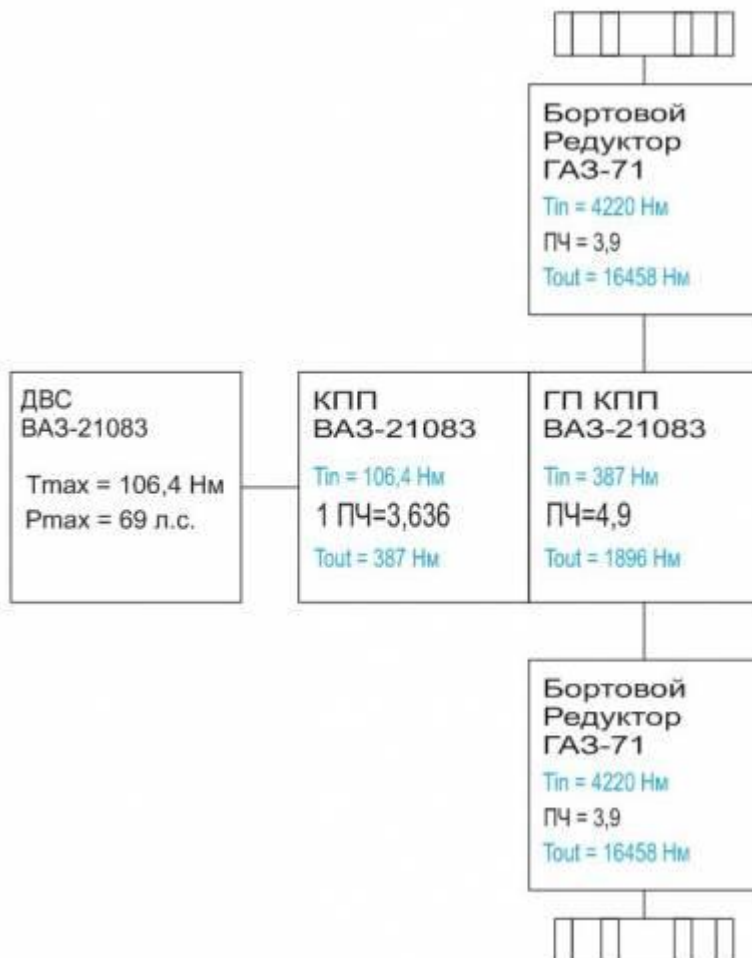 Бортовой
Редуктор
ГАЗ-71
Tin = 4220 Нм
ПЧ = 3,9
Tout = 16458 Нм
ДВС
ВАЗ-21083
Tmax = 106,4 Нм
Pmax = 69 л.с.
КПП
ВАЗ-21083
Tin = 106,4 Нм
1 ПЧ=3,636
Tout = 387 Нм
ГП КПП
ВАЗ-21083
Tin = 387 Нм
ПЧ=4,9
Tout = 1896 Нм
Бортовой
Редуктор
ГАЗ-71
Tin = 4220 Нм
ПЧ = 3,9
Tout = 16458 Нм